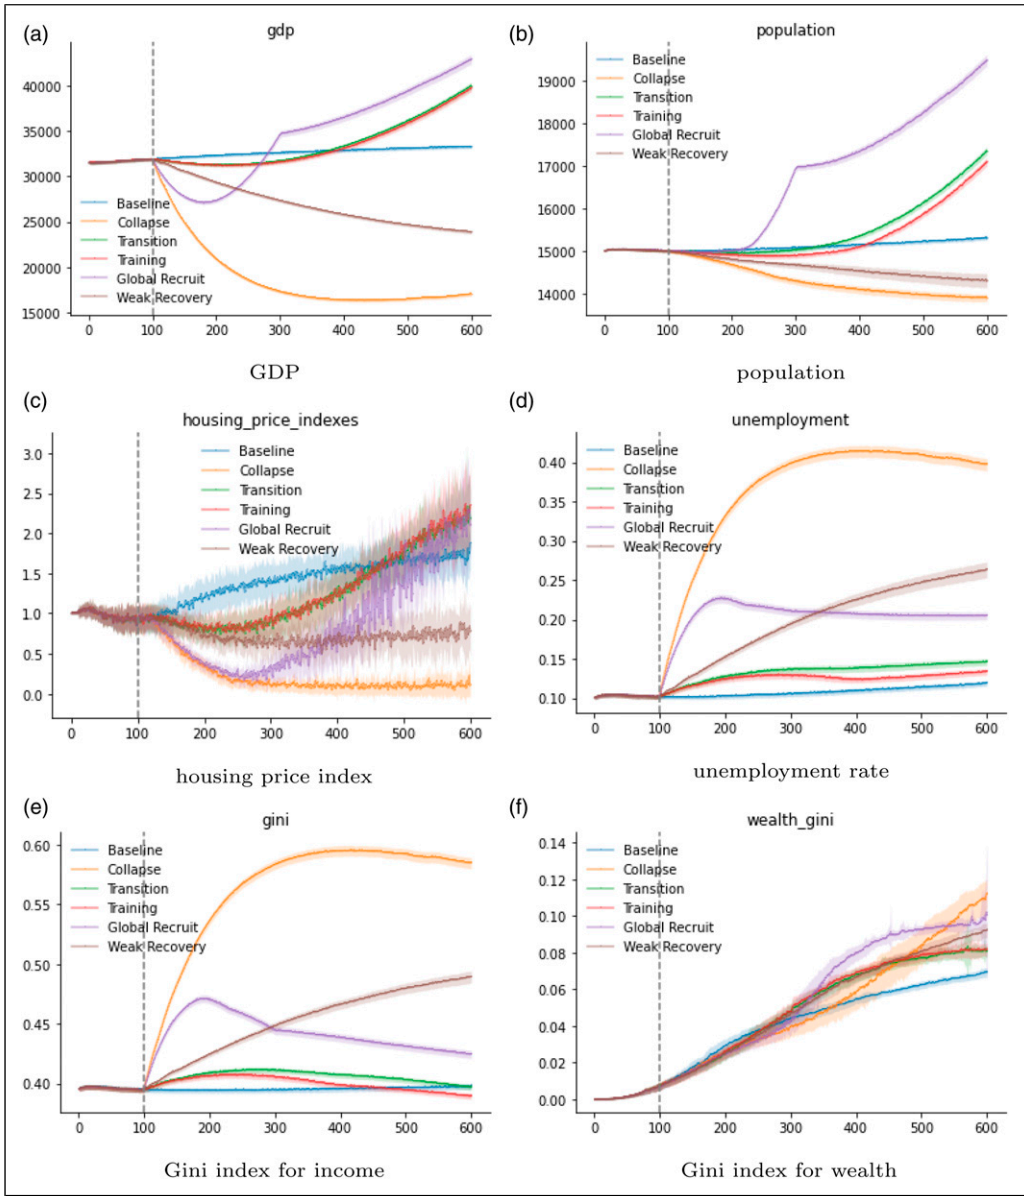 (a)
gdp
40000
35000
30000
25000
20000
15000
Baseline
Collapse
Transition
Training
Global Recruit
Weak Recovery
0 100 200 300 400 500 600
GDP
(b)
population
19000
18000
17000
16000
15000
14000
Baseline
Collapse
Transition
Training
Global Recruit
Weak Recovery
0 100 200 300 400 500 600
population
(c)
housing_price_indexes
3.0
2.5
2.0
1.5
1.0
0.5
0.0
Baseline
Collapse
Transition
Training
Global Recruit
Weak Recovery
0 100 200 300 400 500 600
housing price index
(d)
unemployment
0.40
0.35
0.30
0.25
0.20
0.15
0.10
Baseline
Collapse
Transition
Training
Global Recruit
Weak Recovery
0 100 200 300 400 500 600
unemployment rate
(e)
gini
0.60
0.55
0.50
0.45
0.40
Baseline
Collapse
Transition
Training
Global Recruit
Weak Recovery
0 100 200 300 400 500 600
Gini index for income
(f)
wealth_gini
0.14
0.12
0.10
0.08
0.06
0.04
0.02
0.00
Baseline
Collapse
Transition
Training
Global Recruit
Weak Recovery
0 100 200 300 400 500 600
Gini index for wealth